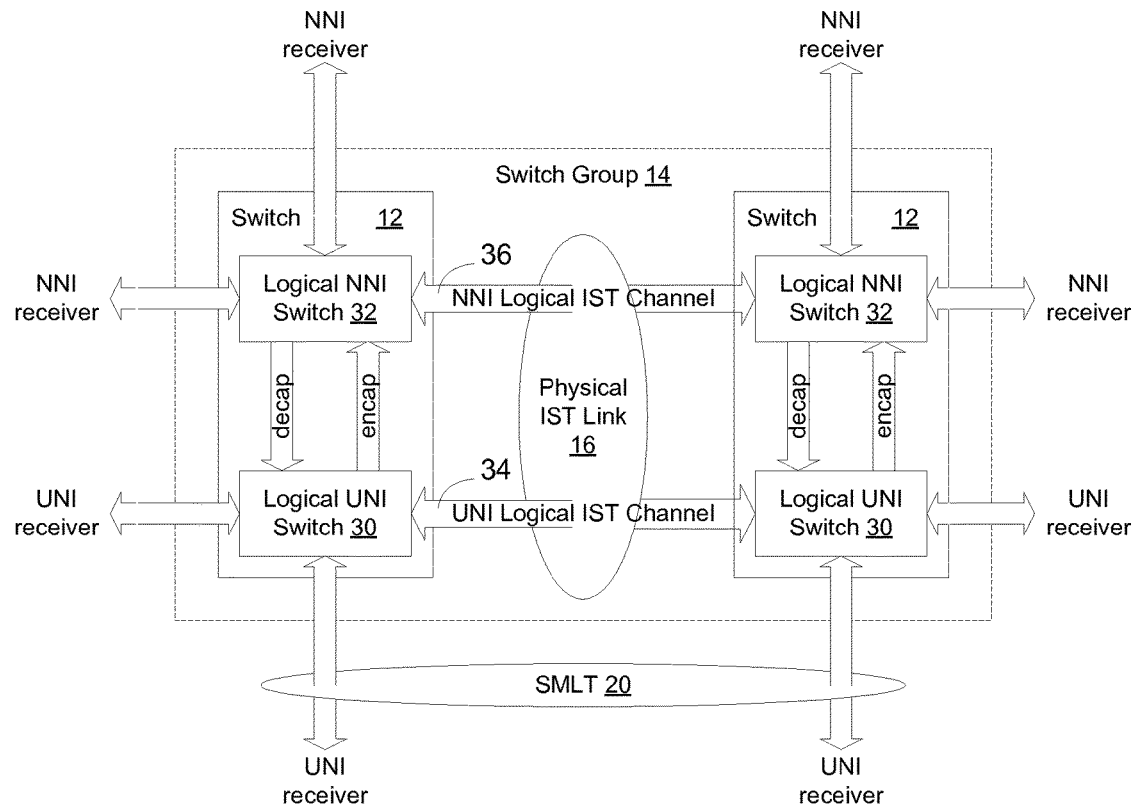 NNI
receiver
NNI
receiver
Switch Group 14
Switch 12
Switch 12
NNI
receiver
Logical NNI
Switch 32
36
NNI Logical IST Channel
Logical NNI
Switch 32
NNI
receiver
decap
encap
Physical
IST Link
16
decap
encap
UNI
receiver
Logical UNI
Switch 30
34
UNI Logical IST Channel
Logical UNI
Switch 30
UNI
receiver
SMLT 20
UNI
receiver
UNI
receiver